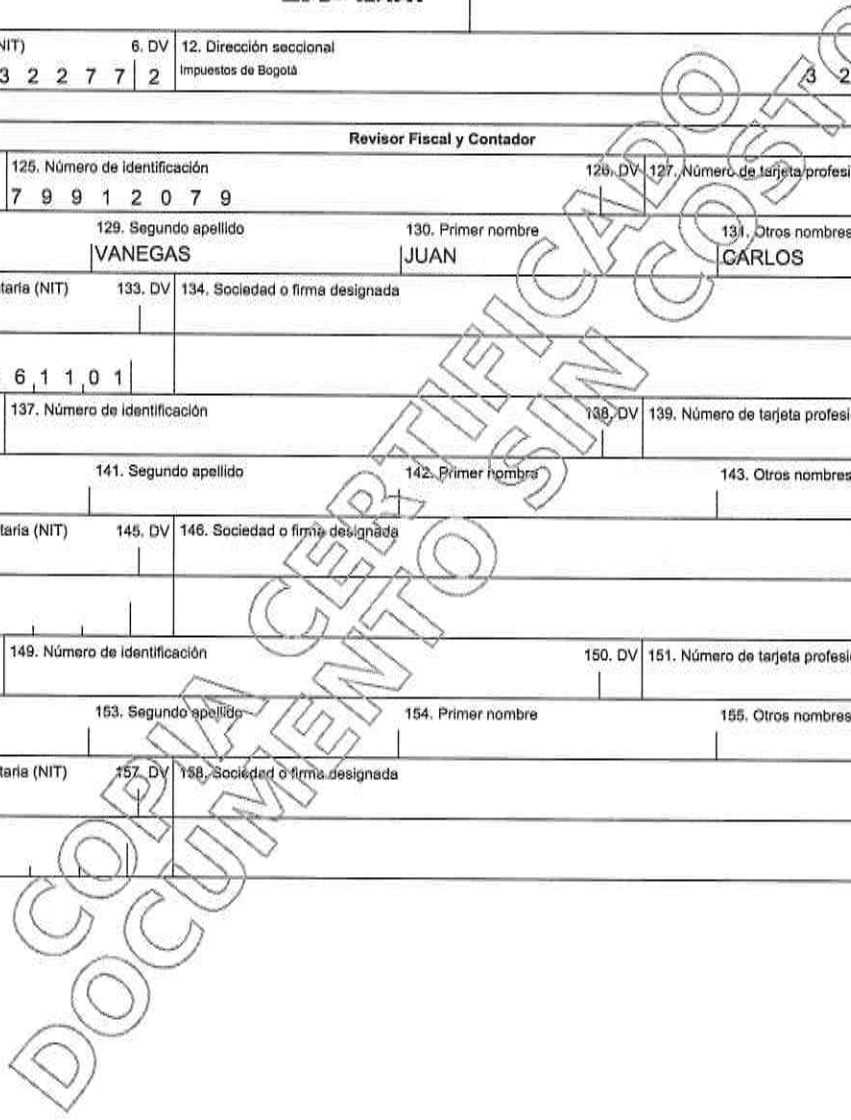 NIT) 6. DV 12. Dirección seccional
3 2 2 7 7 2 Impuestos de Bogotá 3 2
Revisor Fiscal y Contador
125. Número de identificación 126. DV 127. Número de tarjeta profesi
7 9 9 1 2 0 7 9
129. Segundo apellido 130. Primer nombre 131. Otros nombres
VANEGAS JUAN CARLOS
taria (NIT) 133. DV 134. Sociedad o firma designada
6 1 1 0 1
137. Número de identificación 138. DV 139. Número de tarjeta profesi
141. Segundo apellido 142. Primer nombre 143. Otros nombres
taria (NIT) 145. DV 146. Sociedad o firma designada
149. Número de identificación 150. DV 151. Número de tarjeta profesi
153. Segundo apellido 154. Primer nombre 155. Otros nombres
taria (NIT) 157. DV 158. Sociedad o firma designada
COPIA CERTIFICADO
DOCUMENTO SIN COSTO